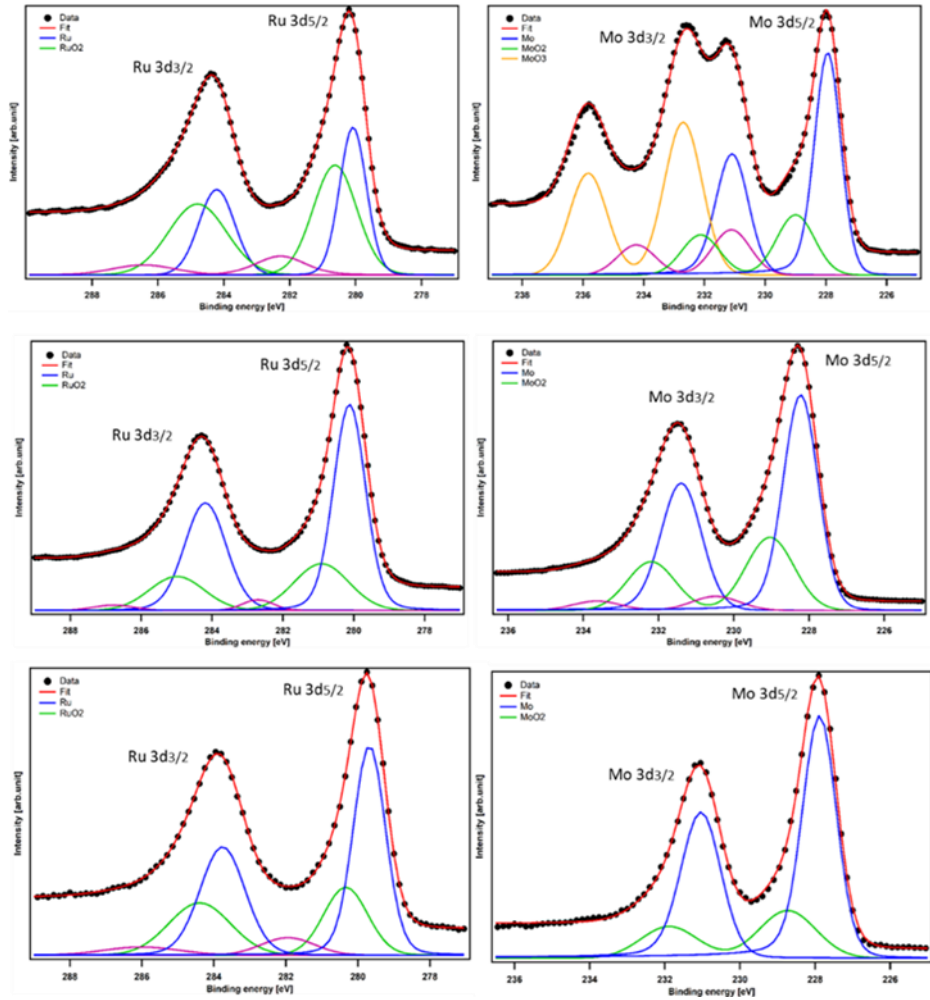 Data
Fit
Ru
RuO2
Ru 3d3/2
Ru 3d5/2
Intensity [arb.unit]
288 286 284 282 280 278
Binding energy [eV]
Data
Fit
Mo
MoO2
MoO3
Mo 3d3/2
Mo 3d5/2
Intensity [arb.unit]
238 236 234 232 230 228 226
Binding energy [eV]
Data
Fit
Ru
RuO2
Ru 3d3/2
Ru 3d5/2
Intensity [arb.unit]
288 286 284 282 280 278
Binding energy [eV]
Data
Fit
Mo
MoO2
Mo 3d3/2
Mo 3d5/2
Intensity [arb.unit]
236 234 232 230 228 226
Binding energy [eV]
Data
Fit
Ru
RuO2
Ru 3d3/2
Ru 3d5/2
Intensity [arb.unit]
288 286 284 282 280 278
Binding energy [eV]
Data
Fit
Mo
MoO2
Mo 3d3/2
Mo 3d5/2
Intensity [arb.unit]
236 234 232 230 228 226
Binding energy [eV]